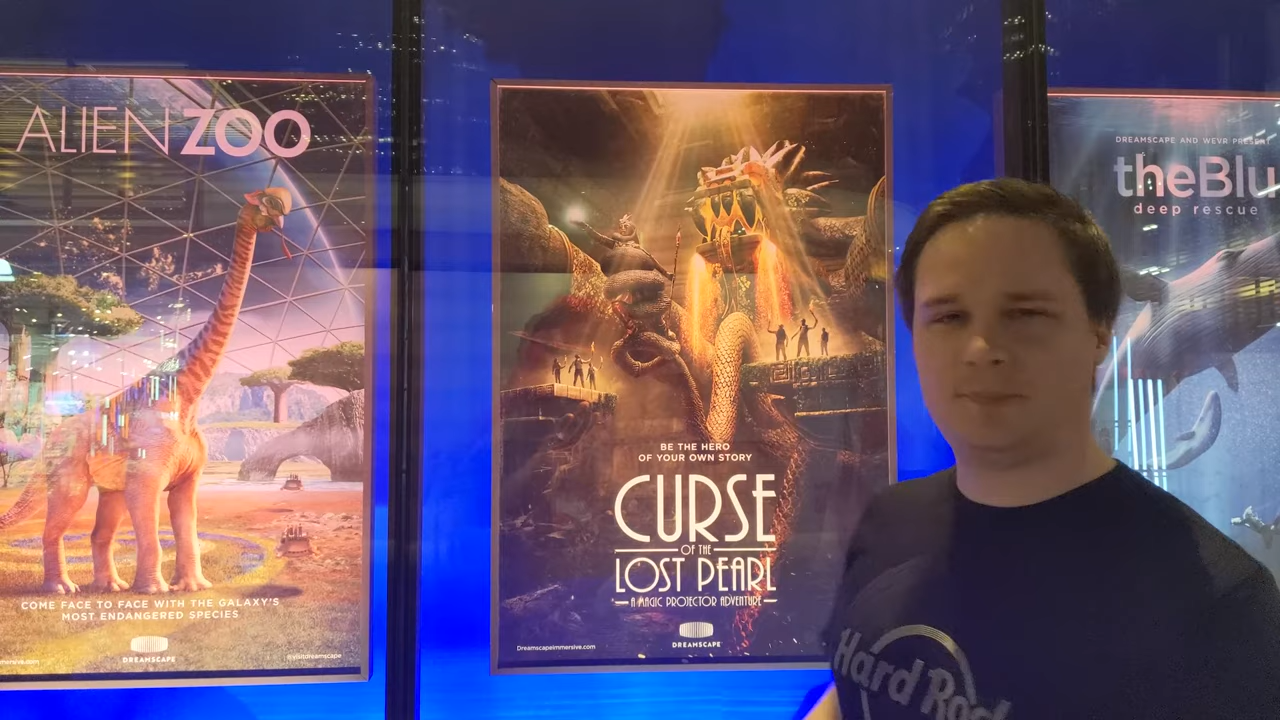 ALIEN ZOO
COME FACE TO FACE WITH THE GALAXY'S
MOST ENDANGERED SPECIES
DREAMSCAPE
BE THE HERO
OF YOUR OWN STORY
CURSE
OF THE
LOST PEARL
A MAGIC PROJECTOR ADVENTURE
DREAMSCAPE
Dreamscapeimmersive.com
DREAMSCAPE AND WEVR PRESENT
theBlu
deep rescue
Hard Roc